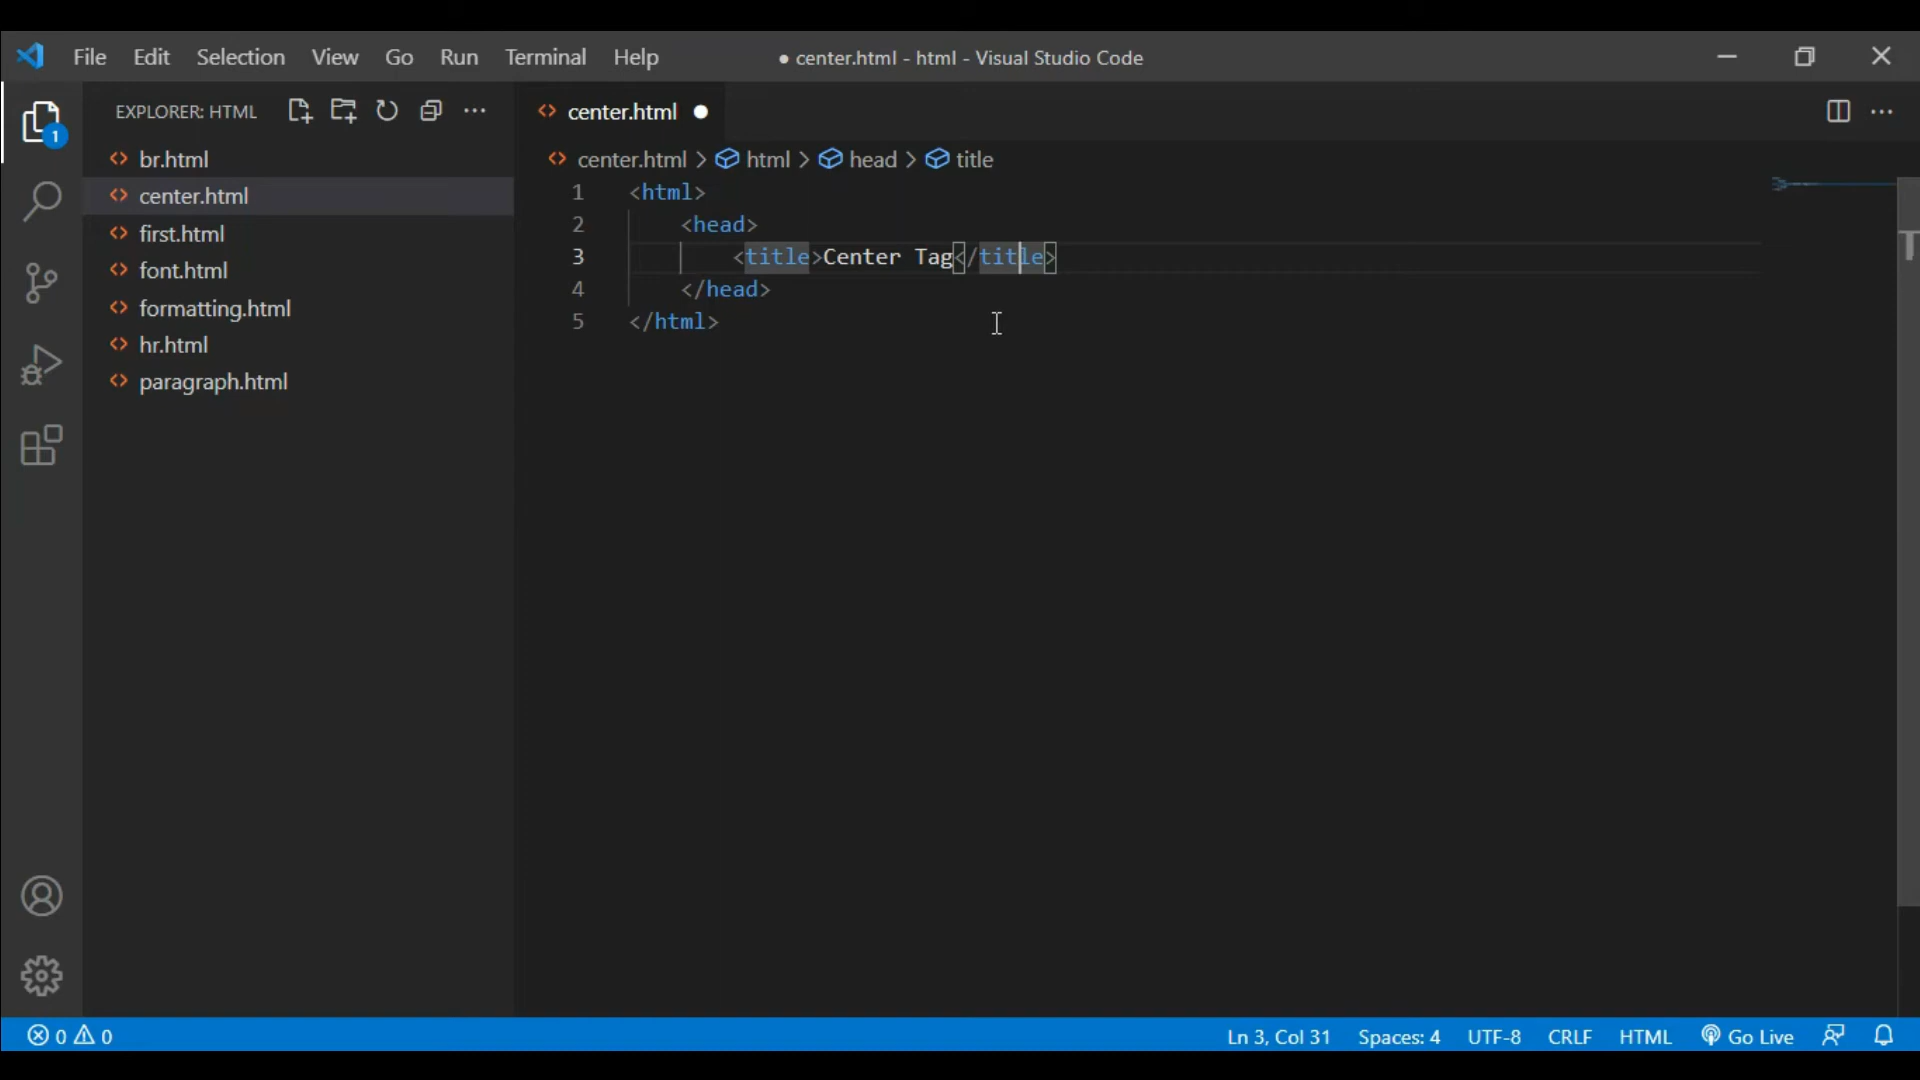 File Edit Selection View Go Run Terminal Help ● center.html - html - Visual Studio Code
EXPLORER: HTML
center.html ●
1
br.html
center.html
first.html
font.html
formatting.html
hr.html
paragraph.html
center.html > html > head > title
1 <html>
2 <head>
3 <title>Center Tag</title>
4 </head>
5 </html>
0 0 Ln 3, Col 31 Spaces: 4 UTF-8 CRLF HTML Go Live